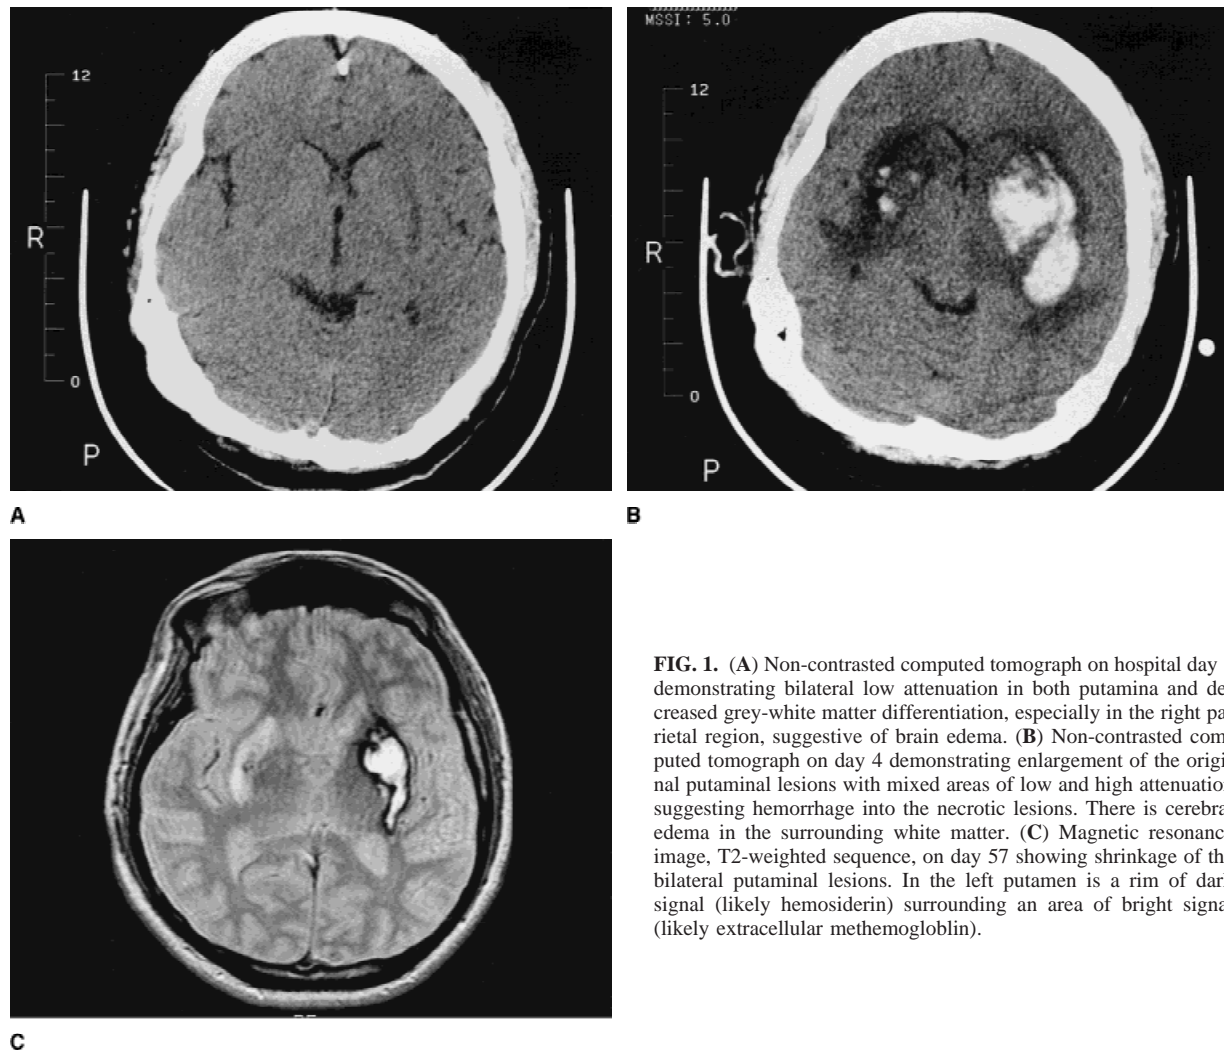 MSSI: 5.0
12
R
0
P
12
R
0
P
A
B
FIG. 1. (A) Non-contrasted computed tomograph on hospital day
demonstrating bilateral low attenuation in both putamina and de-
creased grey-white matter differentiation, especially in the right pa-
rietal region, suggestive of brain edema. (B) Non-contrasted com-
puted tomograph on day 4 demonstrating enlargement of the origi-
nal putaminal lesions with mixed areas of low and high attenuation
suggesting hemorrhage into the necrotic lesions. There is cerebra
edema in the surrounding white matter. (C) Magnetic resonanc
image, T2-weighted sequence, on day 57 showing shrinkage of th
bilateral putaminal lesions. In the left putamen is a rim of dar
signal (likely hemosiderin) surrounding an area of bright signa
(likely extracellular methemogloblin).
C